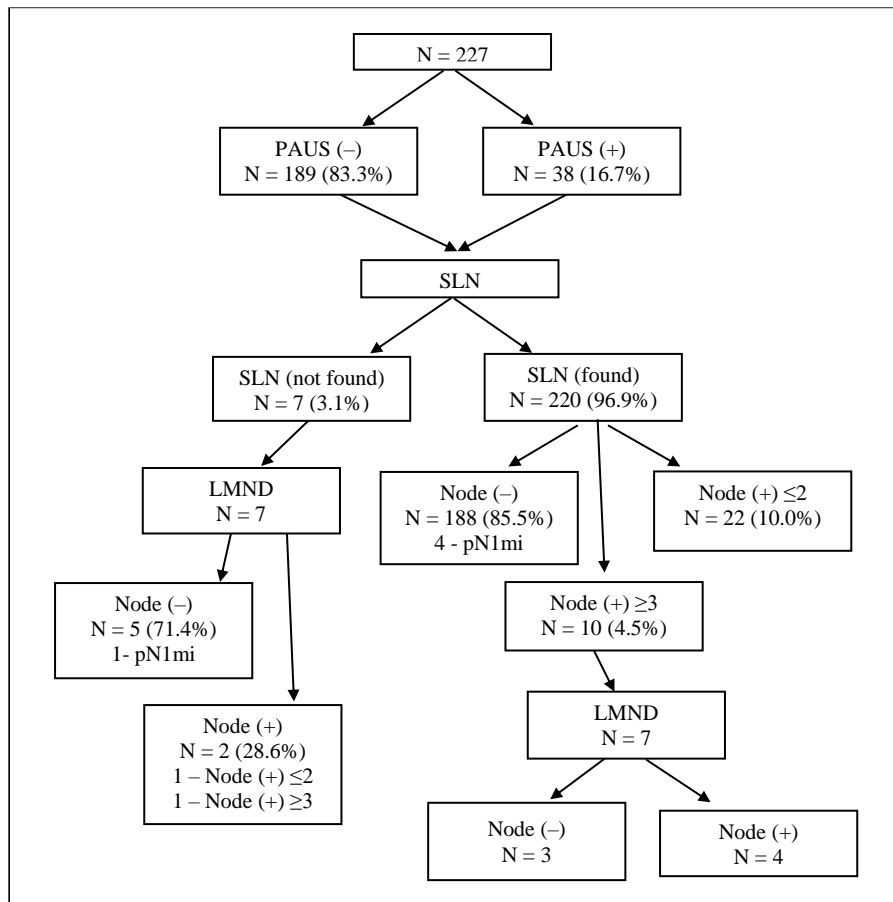 N = 227
PAUS (–)
N = 189 (83.3%)
PAUS (+)
N = 38 (16.7%)
SLN
SLN (not found)
N = 7 (3.1%)
SLN (found)
N = 220 (96.9%)
LMND
N = 7
Node (–)
N = 188 (85.5%)
4 - pN1mi
Node (+) ≤2
N = 22 (10.0%)
Node (–)
N = 5 (71.4%)
1- pN1mi
Node (+) ≥3
N = 10 (4.5%)
Node (+)
N = 2 (28.6%)
1 – Node (+) ≤2
1 – Node (+) ≥3
LMND
N = 7
Node (–)
N = 3
Node (+)
N = 4